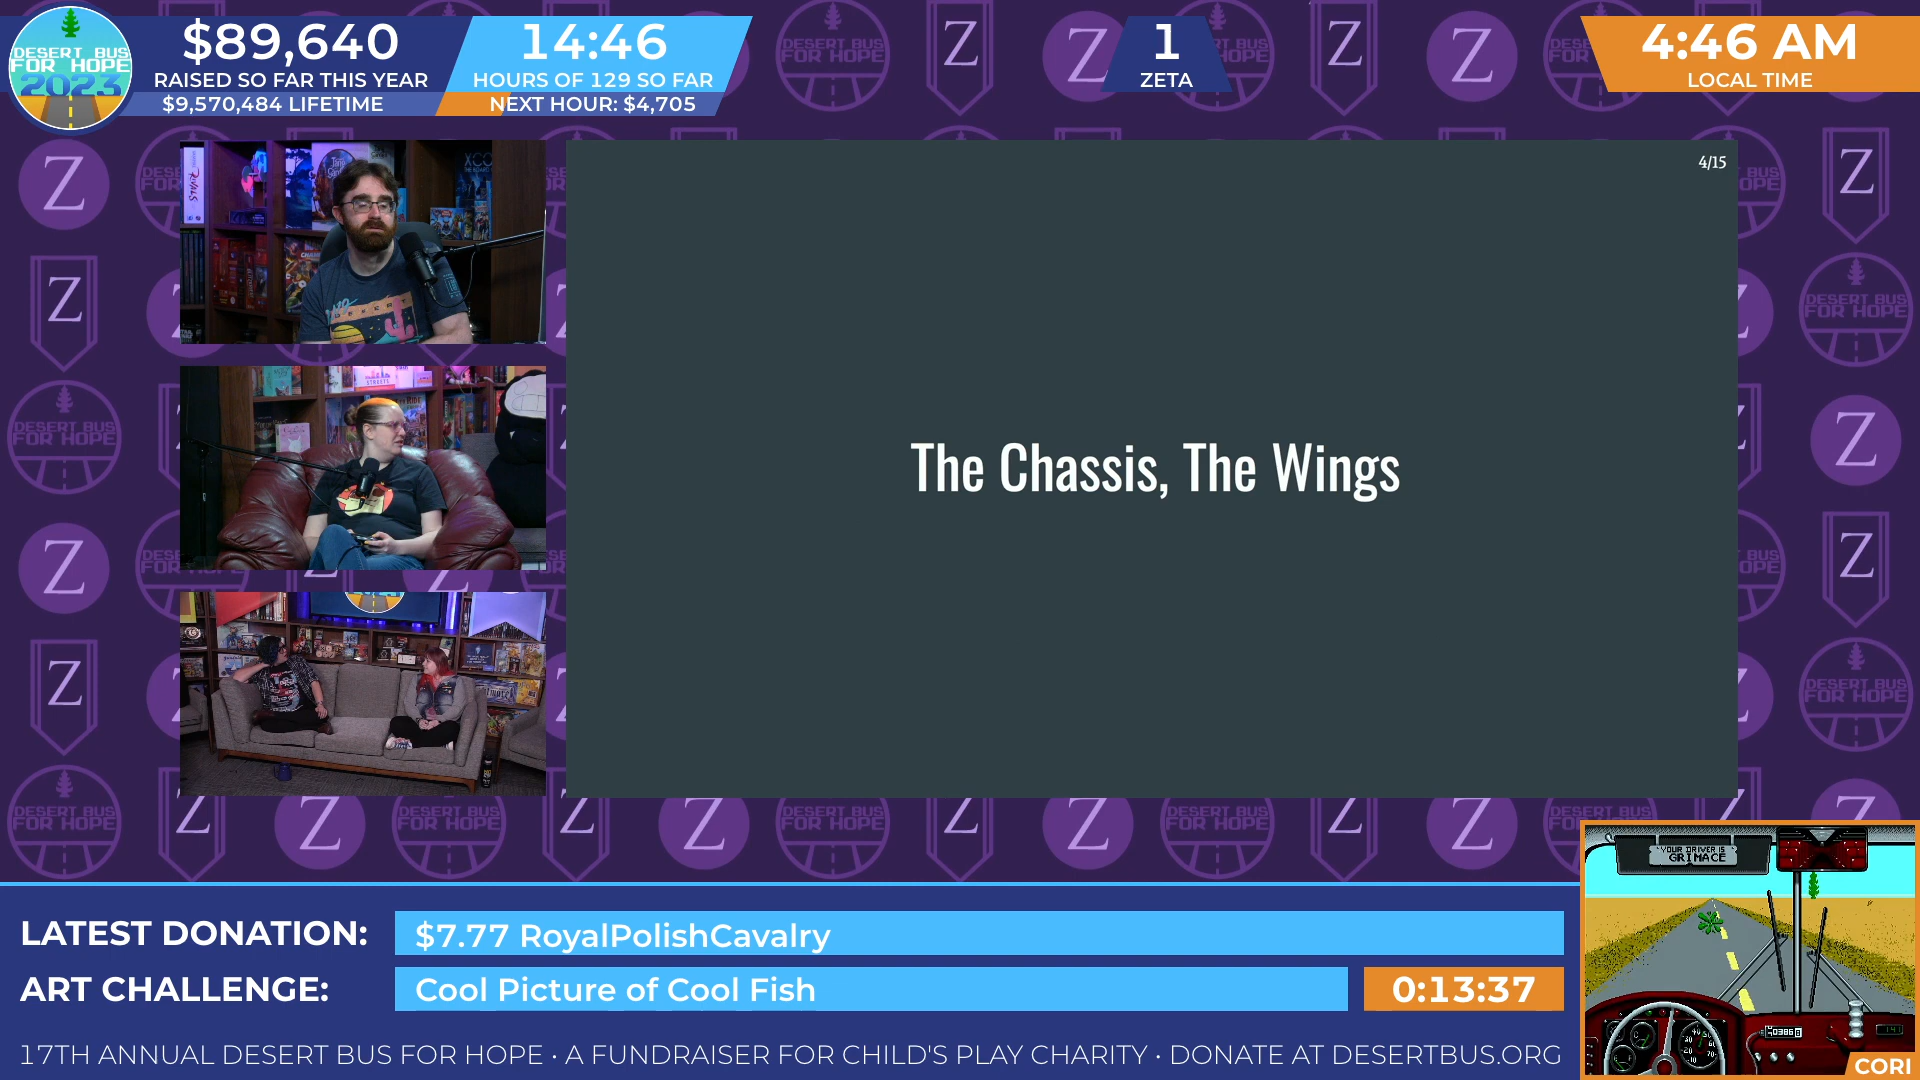 DESERT BUS
FOR HOPE
2023
$89,640
RAISED SO FAR THIS YEAR
$9,570,484 LIFETIME
14:46
HOURS OF 129 SO FAR
NEXT HOUR: $4,705
1
ZETA
4:46 AM
LOCAL TIME
4/15
The Chassis, The Wings
YOUR DRIVER IS
GRIMACE
CORI
LATEST DONATION:
$7.77 RoyalPolishCavalry
ART CHALLENGE:
Cool Picture of Cool Fish
0:13:37
17TH ANNUAL DESERT BUS FOR HOPE · A FUNDRAISER FOR CHILD'S PLAY CHARITY · DONATE AT DESERTBUS.ORG